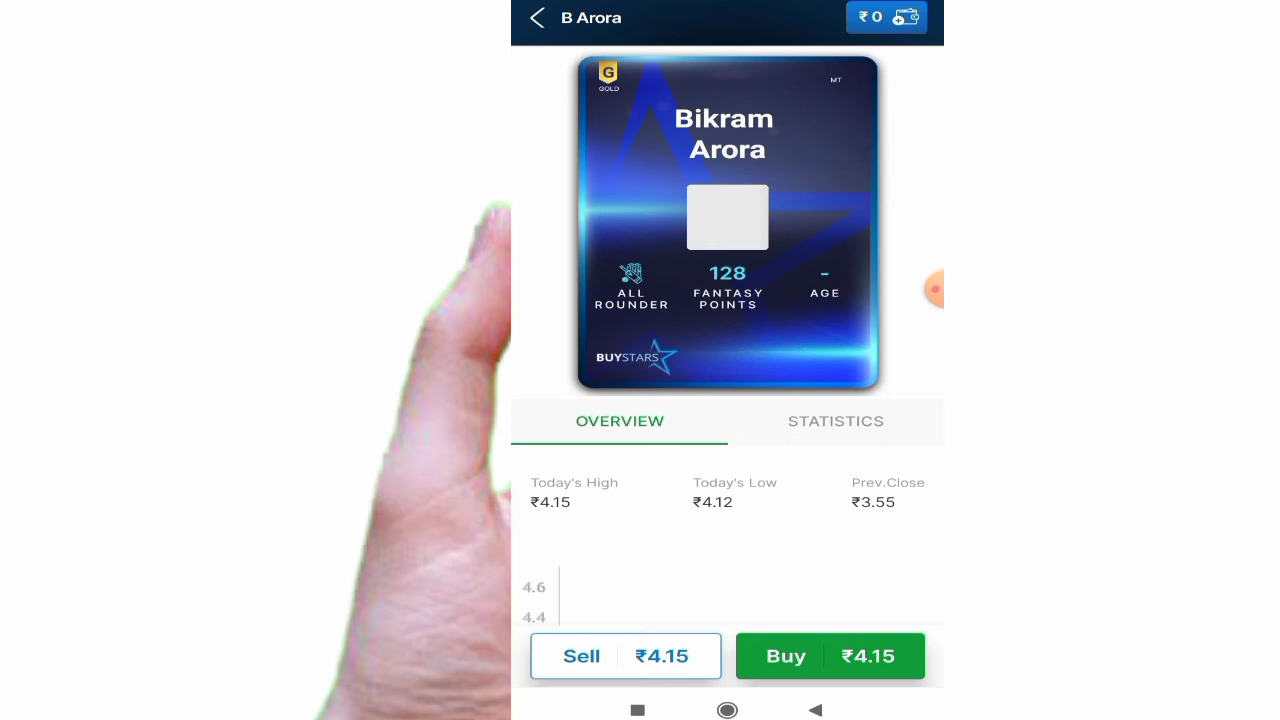 B Arora
₹ 0
G
GOLD
MT
Bikram
Arora
ALL
ROUNDER
128
FANTASY
POINTS
-
AGE
BUYSTARS
OVERVIEW
STATISTICS
Today's High
₹4.15
Today's Low
₹4.12
Prev.Close
₹3.55
4.6
4.4
Sell ₹4.15
Buy ₹4.15